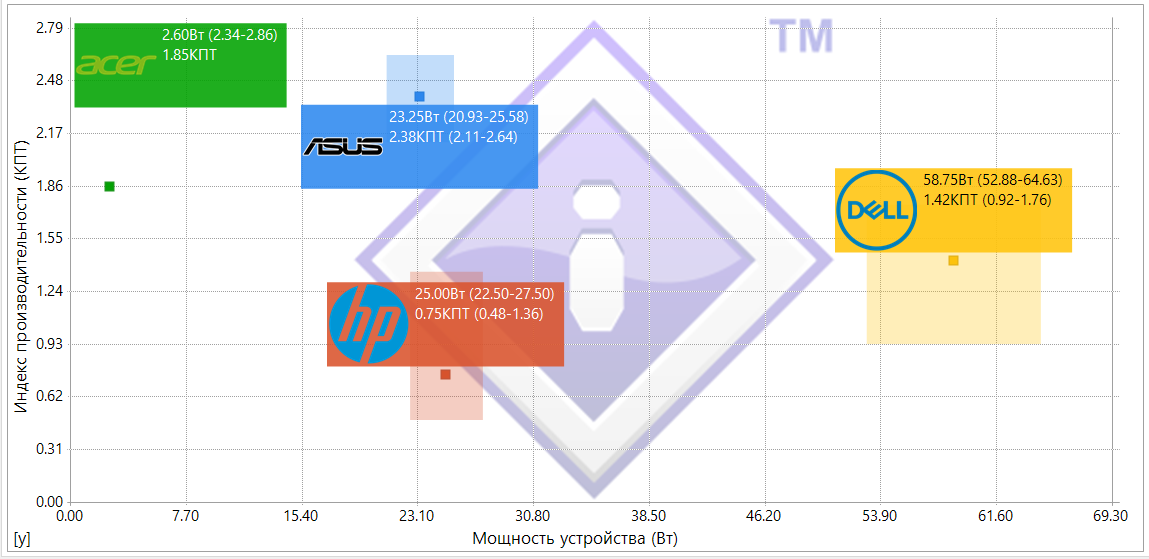 TM
2.79
2.48
2.17
1.86
1.55
1.24
0.93
0.62
0.31
0.00
Индекс производительности (КПТ)
acer
2.60Вт (2.34-2.86)
1.85КПТ
ASUS
23.25Вт (20.93-25.58)
2.38КПТ (2.11-2.64)
DELL
58.75Вт (52.88-64.63)
1.42КПТ (0.92-1.76)
hp
25.00Вт (22.50-27.50)
0.75КПТ (0.48-1.36)
0.00 7.70 15.40 23.10 30.80 38.50 46.20 53.90 61.60 69.30
[y] Мощность устройства (Вт)